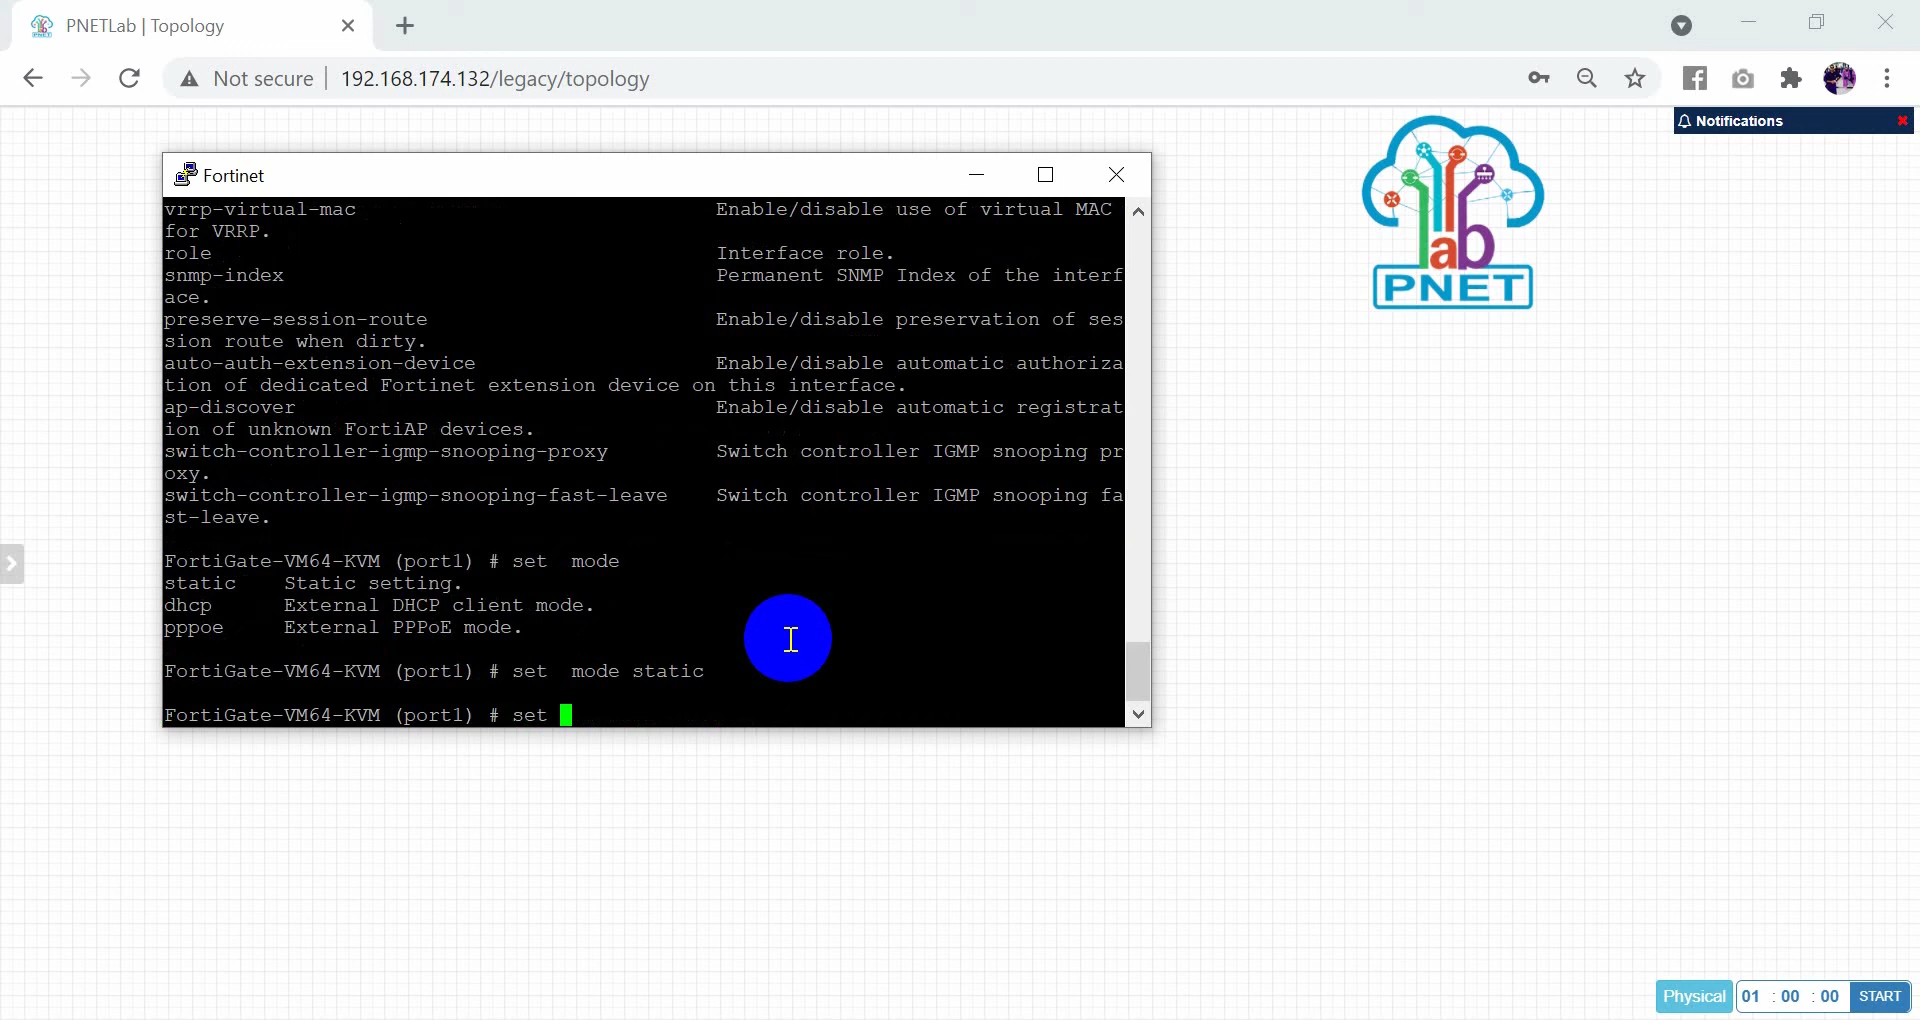 PNETLab | Topology
Not secure
192.168.174.132/legacy/topology
Notifications
Fortinet
vrrp-virtual-mac Enable/disable use of virtual MAC
for VRRP.
role Interface role.
snmp-index Permanent SNMP Index of the interf
ace.
preserve-session-route Enable/disable preservation of ses
sion route when dirty.
auto-auth-extension-device Enable/disable automatic authoriza
tion of dedicated Fortinet extension device on this interface.
ap-discover Enable/disable automatic registrat
ion of unknown FortiAP devices.
switch-controller-igmp-snooping-proxy Switch controller IGMP snooping pr
oxy.
switch-controller-igmp-snooping-fast-leave Switch controller IGMP snooping fa
st-leave.
FortiGate-VM64-KVM (port1) # set  mode
static Static setting.
dhcp External DHCP client mode.
pppoe External PPPoE mode.
FortiGate-VM64-KVM (port1) # set  mode static
FortiGate-VM64-KVM (port1) # set
lab
PNET
Physical 01 : 00 : 00 START